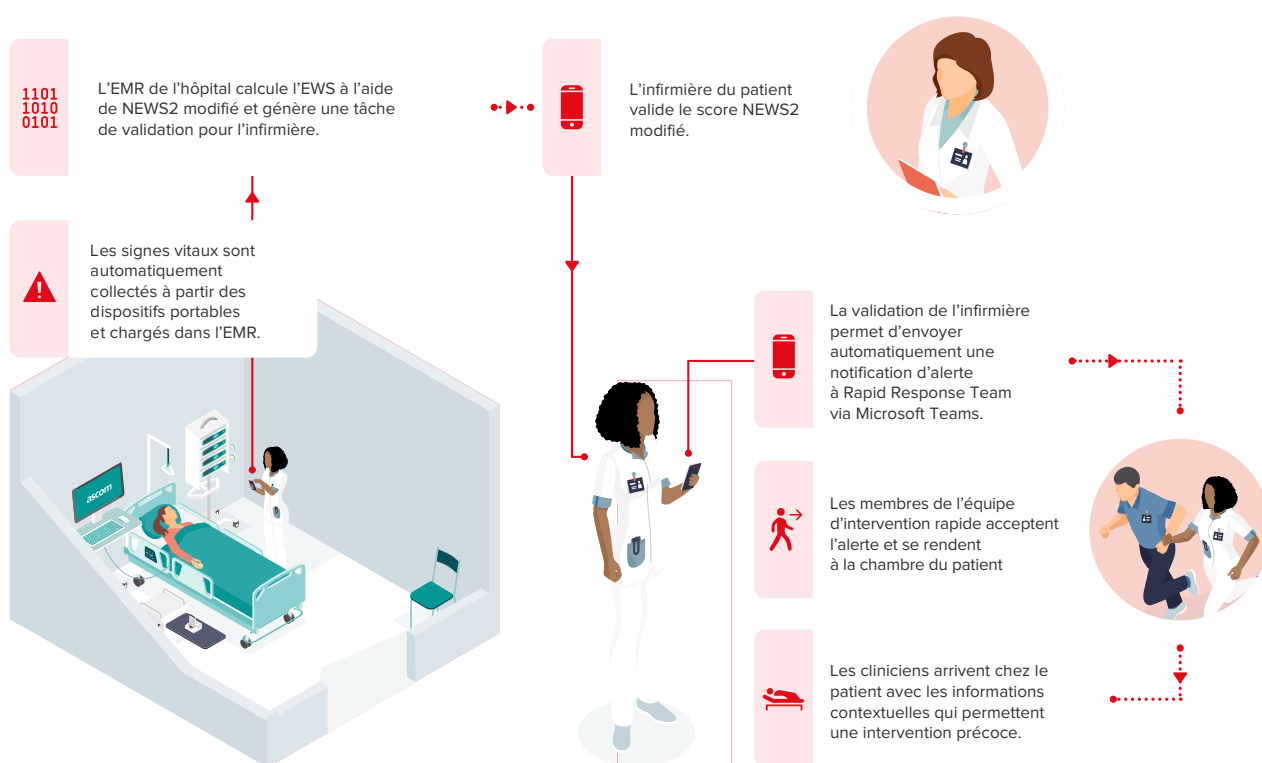 1101
1010
0101
L'EMR de l'hôpital calcule l'EWS à l'aide
de NEWS2 modifié et génère une tâche
de validation pour l'infirmière.
L'infirmière du patient
valide le score NEWS2
modifié.
Les signes vitaux sont
automatiquement
collectés à partir des
dispositifs portables
et chargés dans l'EMR.
ascom
La validation de l'infirmière
permet d'envoyer
automatiquement une
notification d'alerte
à Rapid Response Team
via Microsoft Teams.
Les membres de l'équipe
d'intervention rapide acceptent
l'alerte et se rendent
à la chambre du patient
Les cliniciens arrivent chez le
patient avec les informations
contextuelles qui permettent
une intervention précoce.